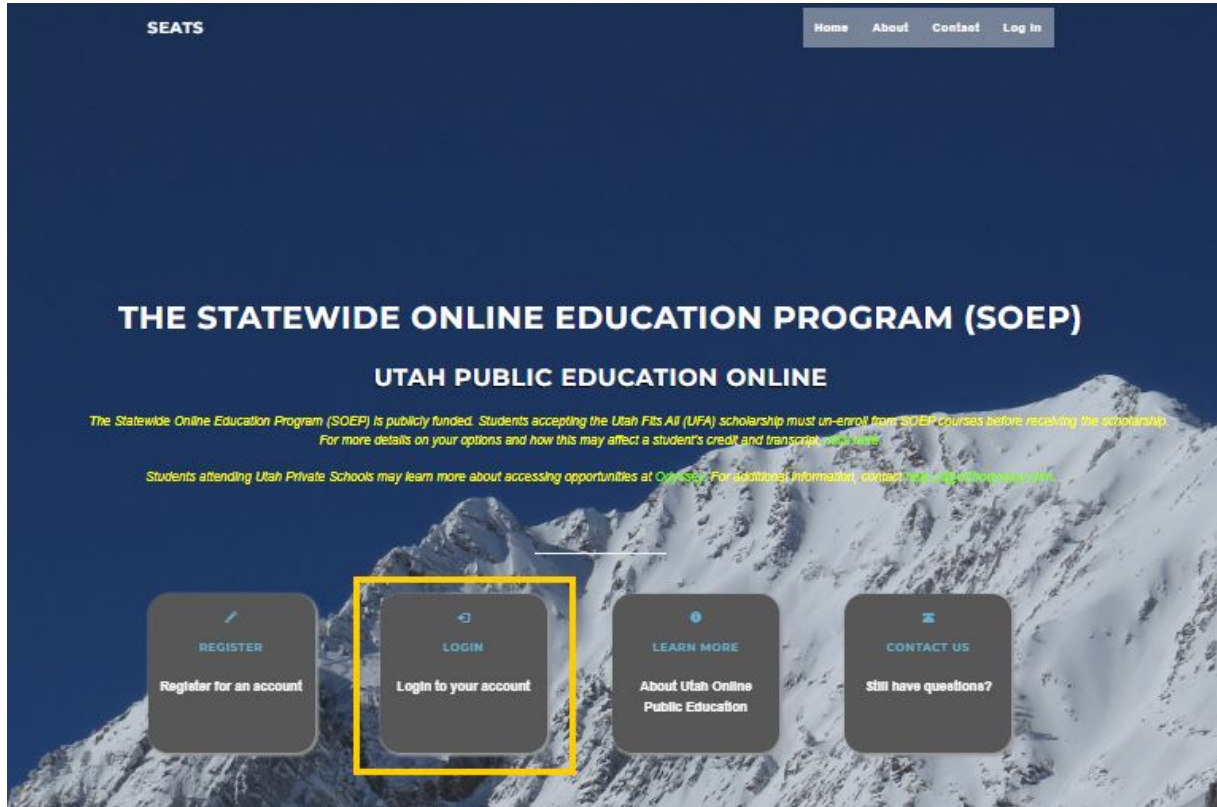 SEATS
Home About Contact Log In
THE STATEWIDE ONLINE EDUCATION PROGRAM (SOEP)
UTAH PUBLIC EDUCATION ONLINE
The Statewide Online Education Program (SOEP) is publicly funded. Students accepting the Utah Fits All (UFA) scholarship must un-enroll from SOEP courses before receiving the scholarship.
For more details on your options and how this may affect a student's credit and transcript, click here.
Students attending Utah Private Schools may learn more about accessing opportunities at Odyssey. For additional information, contact
REGISTER
Register for an account
LOGIN
Login to your account
LEARN MORE
About Utah Online
Public Education
CONTACT US
Still have questions?